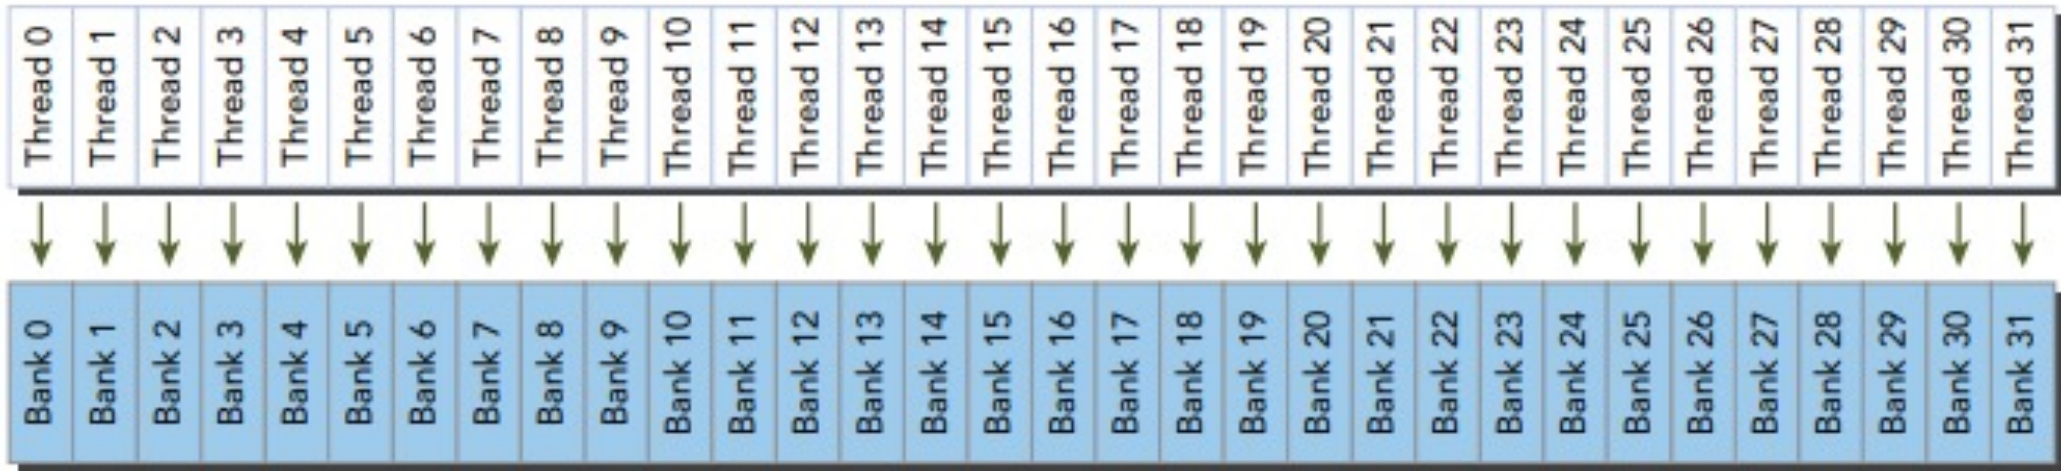 Thread 0
Thread 1
Thread 2
Thread 3
Thread 4
Thread 5
Thread 6
Thread 7
Thread 8
Thread 9
Thread 10
Thread 11
Thread 12
Thread 13
Thread 14
Thread 15
Thread 16
Thread 17
Thread 18
Thread 19
Thread 20
Thread 21
Thread 22
Thread 23
Thread 24
Thread 25
Thread 26
Thread 27
Thread 28
Thread 29
Thread 30
Thread 31
Bank 0
Bank 1
Bank 2
Bank 3
Bank 4
Bank 5
Bank 6
Bank 7
Bank 8
Bank 9
Bank 10
Bank 11
Bank 12
Bank 13
Bank 14
Bank 15
Bank 16
Bank 17
Bank 18
Bank 19
Bank 20
Bank 21
Bank 22
Bank 23
Bank 24
Bank 25
Bank 26
Bank 27
Bank 28
Bank 29
Bank 30
Bank 31